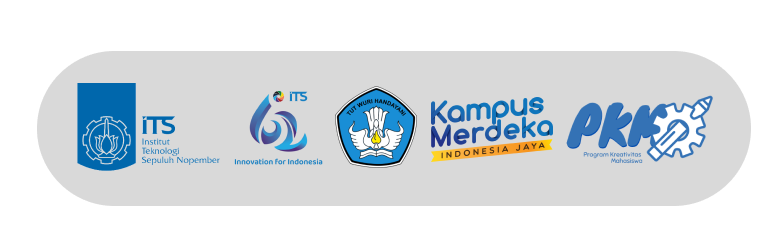 iTS
Institut
Teknologi
Sepuluh Nopember
iTS
62
Innovation for Indonesia
TUT WURI HANDAYANI
Kampus
Merdeka
INDONESIA JAYA
PKM
Program Kreativitas
Mahasiswa